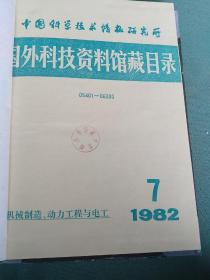 中国科学技术情报研究所
国外科技资料馆藏目录
05401—06300
7
机械制造、动力工程与电工
1982